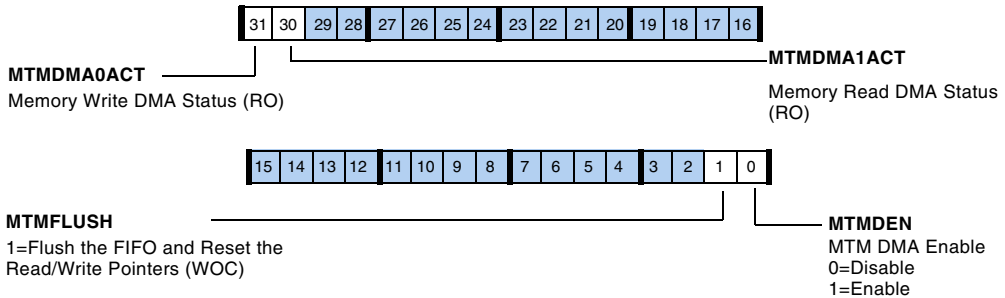 31 30 29 28 27 26 25 24 23 22 21 20 19 18 17 16
MTMDMA0ACT
Memory Write DMA Status (RO)
MTMDMA1ACT
Memory Read DMA Status
(RO)
15 14 13 12 11 10 9 8 7 6 5 4 3 2 1 0
MTMFLUSH
1=Flush the FIFO and Reset the
Read/Write Pointers (WOC)
MTMDEN
MTM DMA Enable
0=Disable
1=Enable